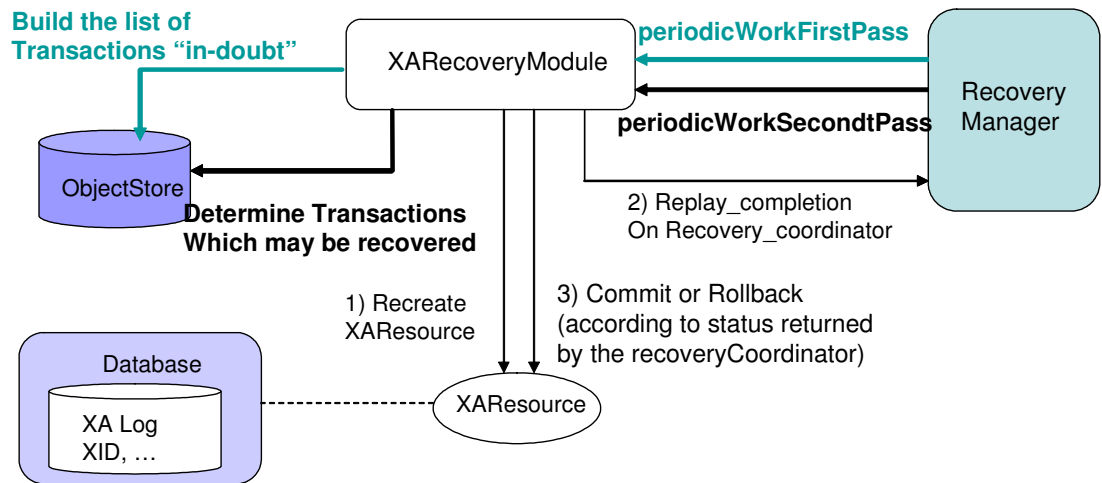 Build the list of
Transactions “in-doubt”
XARecoveryModule
periodicWorkFirstPass
periodicWorkSecondtPass
Recovery
Manager
ObjectStore
Determine Transactions
Which may be recovered
2) Replay_completion
On Recovery_coordinator
1) Recreate
XAResource
3) Commit or Rollback
(according to status returned
by the recoveryCoordinator)
Database
XA Log
XID, …
XAResource